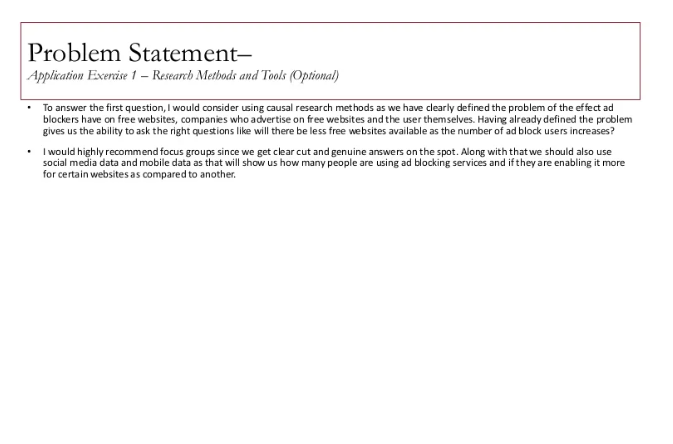 Problem Statement–
Application Exercise 1 – Research Methods and Tools (Optional)
• To answer the first question, I would consider using causal research methods as we have clearly defined the problem of the effect ad
blockers have on free websites, companies who advertise on free websites and the user themselves. Having already defined the problem
gives us the ability to ask the right questions like will there be less free websites available as the number of ad block users increases?
• I would highly recommend focus groups since we get clear cut and genuine answers on the spot. Along with that we should also use
social media data and mobile data as that will show us how many people are using ad blocking services and if they are enabling it more
for certain websites as compared to another.